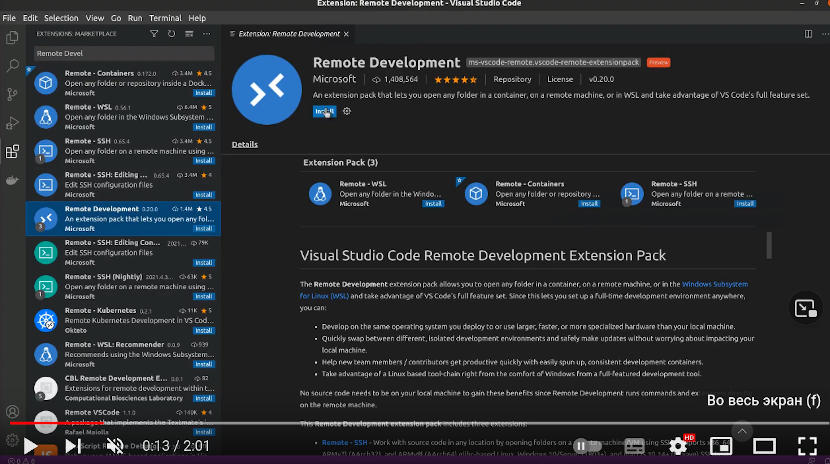 Extension: Remote Development - Visual Studio Code
File Edit Selection View Go Run Terminal Help
EXTENSIONS: MARKETPLACE
Remote Devel
Remote - Containers 0.172.0 3.4M 4.5
Open any folder or repository inside a Dock...
Microsoft Install
Remote - WSL 0.56.1 6.4M 5
Open any folder in the Windows Subsystem ...
Microsoft Install
Remote - SSH 0.65.4 3.4M 4.5
Open any folder on a remote machine using ...
Microsoft Install
1
Remote - SSH: Editing ... 0.65.4 3.4M 4
Edit SSH configuration files
Microsoft Install
Remote Development 0.20.0 1.4M 4.5
An extension pack that lets you open any fol...
Microsoft Install
3
Remote - SSH: Editing Con... 2021.... 79K
Edit SSH configuration files
Microsoft Install
Remote - SSH (Nightly) 2021.4.3... 63K 5
Open any folder on a remote machine using ...
Microsoft Install
1
Remote - Kubernetes 0.2.1 11K 5
Remote Kubernetes Development in VS Cod...
Okteto Install
Remote - WSL: Recommender 0.0.9 939
Recommends using the Windows Subsystem...
Microsoft Install
CBL Remote Development E... 0.0.1 82
Extensions for remote development within t...
Computational Biosciences Laboratory Install
Remote VSCode 1.1.0 140K 4
A package that implements the Textmate's ...
Rafael Maiolla Install
Extension: Remote Development
Remote Development ms-vscode-remote.vscode-remote-extensionpack Preview
Microsoft 1,408,564 Repository License v0.20.0
An extension pack that lets you open any folder in a container, on a remote machine, or in WSL and take advantage of VS Code's full feature set.
Install
Details
Extension Pack (3)
Remote - WSL
Open any folder in the Windo...
Microsoft Install
Remote - Containers
Open any folder or repository ...
Microsoft Install
Remote - SSH
Open any folder on a remote ...
Microsoft Install
1
Visual Studio Code Remote Development Extension Pack
The Remote Development extension pack allows you to open any folder in a container, on a remote machine, or in the Windows Subsystem
for Linux (WSL) and take advantage of VS Code's full feature set. Since this lets you set up a full-time development environment anywhere,
you can:
• Develop on the same operating system you deploy to or use larger, faster, or more specialized hardware than your local machine.
• Quickly swap between different, isolated development environments and safely make updates without worrying about impacting your
local machine.
• Help new team members / contributors get productive quickly with easily spun up, consistent development containers.
• Take advantage of a Linux based tool-chain right from the comfort of Windows from a full-featured development tool.
No source code needs to be on your local machine to gain these benefits since Remote Development runs commands and ex
on the remote machine.
This Remote Development extension pack includes three extensions:
• Remote - SSH - Work with source code in any location by opening folders on a
Script Remote Deb
Install
Во весь экран (f)
0:13 / 2:01
HD